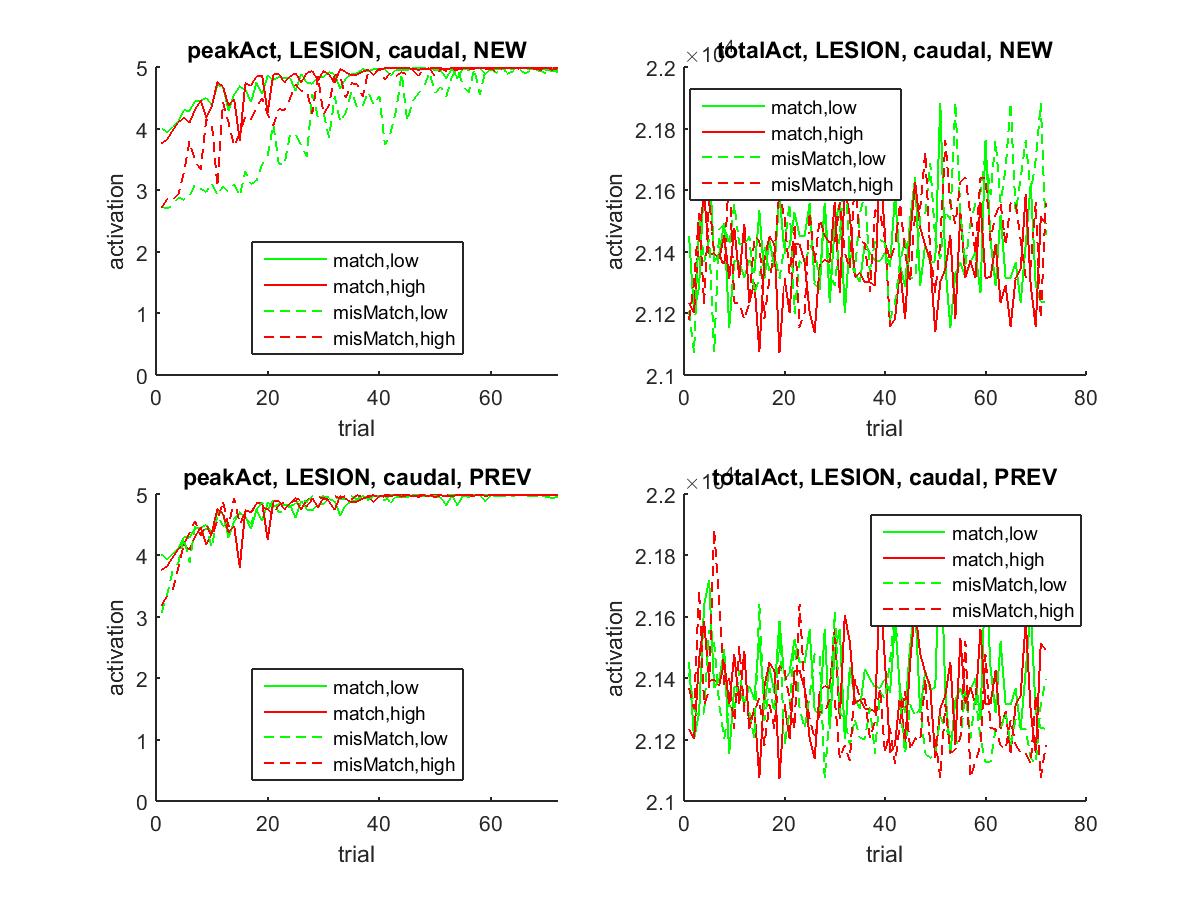 peakAct, LESION, caudal, NEW
5
4
3
2
1
0
activation
0 20 40 60
trial
match,low
match,high
misMatch,low
misMatch,high
×10⁴
totalAct, LESION, caudal, NEW
2.2
2.18
2.16
2.14
2.12
2.1
activation
0 20 40 60 80
trial
match,low
match,high
misMatch,low
misMatch,high
peakAct, LESION, caudal, PREV
5
4
3
2
1
0
activation
0 20 40 60
trial
match,low
match,high
misMatch,low
misMatch,high
×10⁴
totalAct, LESION, caudal, PREV
2.2
2.18
2.16
2.14
2.12
2.1
activation
0 20 40 60 80
trial
match,low
match,high
misMatch,low
misMatch,high